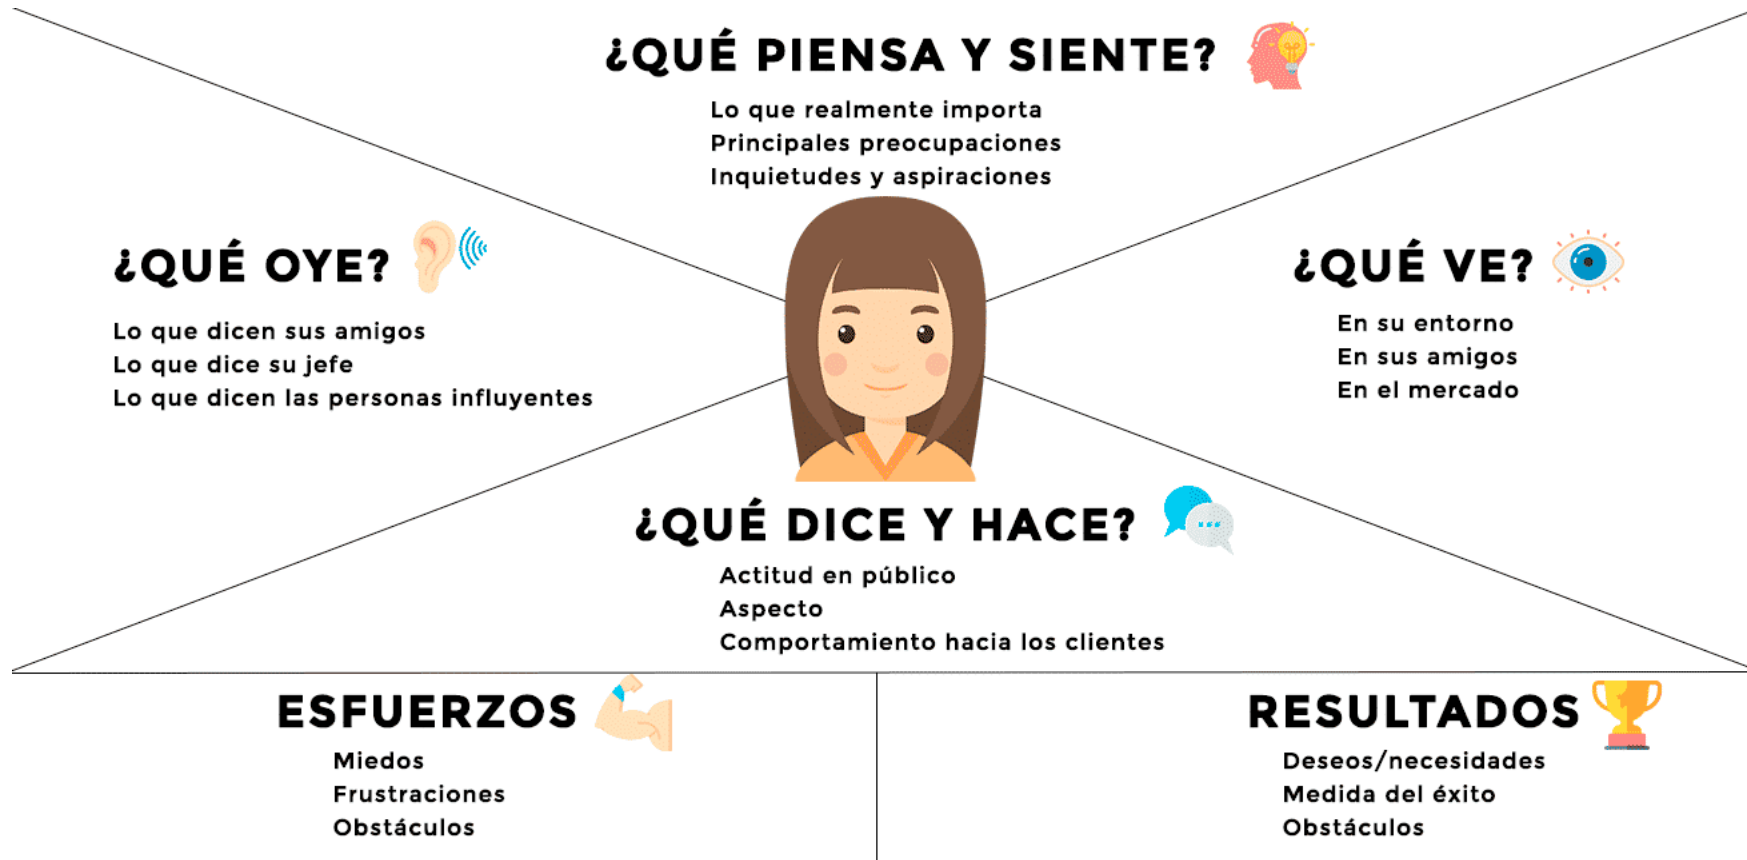 ¿QUÉ PIENSA Y SIENTE?
Lo que realmente importa
Principales preocupaciones
Inquietudes y aspiraciones
¿QUÉ OYE?
Lo que dicen sus amigos
Lo que dice su jefe
Lo que dicen las personas influyentes
¿QUÉ VE?
En su entorno
En sus amigos
En el mercado
¿QUÉ DICE Y HACE?
Actitud en público
Aspecto
Comportamiento hacia los clientes
ESFUERZOS
Miedos
Frustraciones
Obstáculos
RESULTADOS
Deseos/necesidades
Medida del éxito
Obstáculos